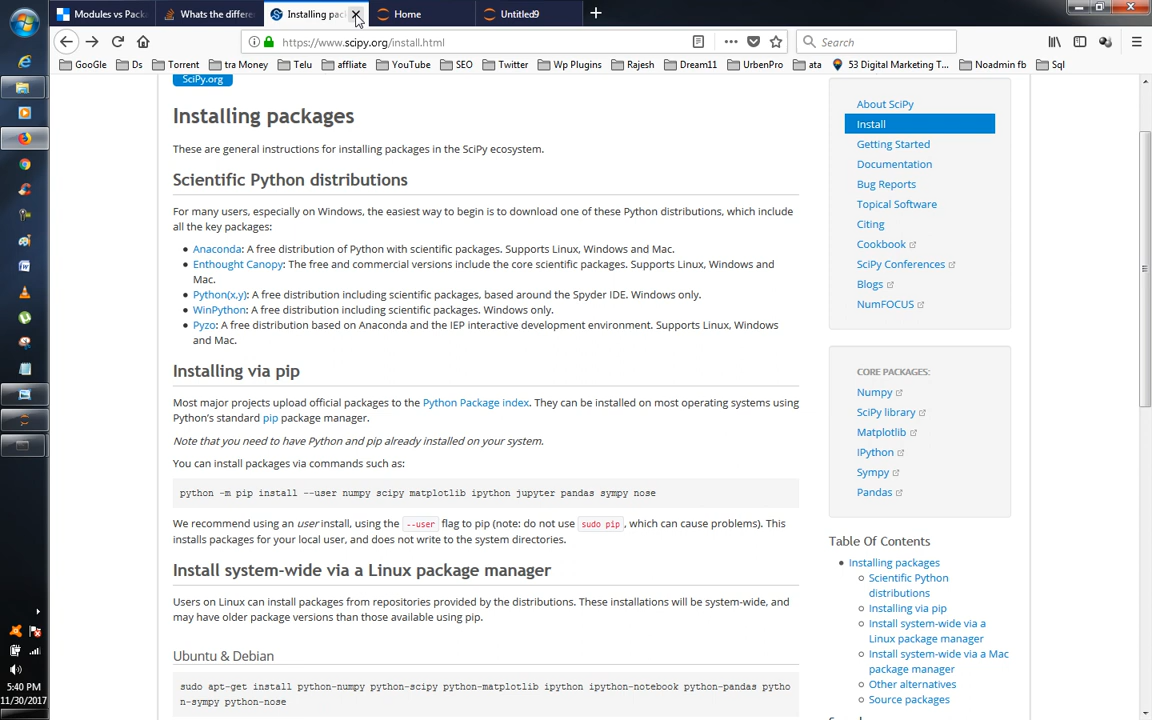 Modules vs Pack
Whats the differe
Installing pac
Home
Untitled9
https://www.scipy.org/install.html
Search
GooGle
Ds
Torrent
tra Money
Telu
affliate
YouTube
SEO
Twitter
Wp Plugins
Rajesh
Dream11
UrbenPro
ata
53 Digital Marketing T...
Noadmin fb
Sql
SciPy.org
Installing packages
These are general instructions for installing packages in the SciPy ecosystem.
Scientific Python distributions
For many users, especially on Windows, the easiest way to begin is to download one of these Python distributions, which include
all the key packages:
Anaconda: A free distribution of Python with scientific packages. Supports Linux, Windows and Mac.
Enthought Canopy: The free and commercial versions include the core scientific packages. Supports Linux, Windows and
Mac.
Python(x,y): A free distribution including scientific packages, based around the Spyder IDE. Windows only.
WinPython: A free distribution including scientific packages. Windows only.
Pyzo: A free distribution based on Anaconda and the IEP interactive development environment. Supports Linux, Windows
and Mac.
Installing via pip
Most major projects upload official packages to the Python Package index. They can be installed on most operating systems using
Python's standard pip package manager.
Note that you need to have Python and pip already installed on your system.
You can install packages via commands such as:
python -m pip install --user numpy scipy matplotlib ipython jupyter pandas sympy nose
We recommend using an user install, using the --user flag to pip (note: do not use sudo pip, which can cause problems). This
installs packages for your local user, and does not write to the system directories.
Install system-wide via a Linux package manager
Users on Linux can install packages from repositories provided by the distributions. These installations will be system-wide, and
may have older package versions than those available using pip.
Ubuntu & Debian
sudo apt-get install python-numpy python-scipy python-matplotlib ipython ipython-notebook python-pandas pytho
n-sympy python-nose
About SciPy
Install
Getting Started
Documentation
Bug Reports
Topical Software
Citing
Cookbook
SciPy Conferences
Blogs
NumFOCUS
CORE PACKAGES:
Numpy
SciPy library
Matplotlib
IPython
Sympy
Pandas
Table Of Contents
Installing packages
Scientific Python
distributions
Installing via pip
Install system-wide via a
Linux package manager
Install system-wide via a Mac
package manager
Other alternatives
Source packages
5:40 PM
11/30/2017